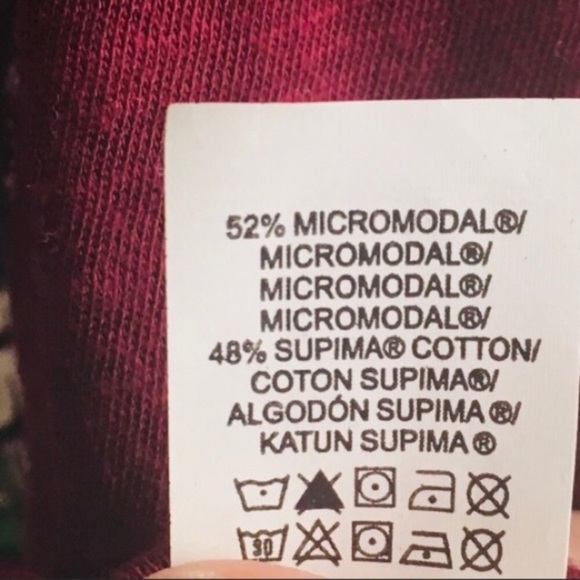 52% MICROMODAL®/
MICROMODAL®/
MICROMODAL®/
MICROMODAL®/
48% SUPIMA® COTTON/
COTON SUPIMA®/
ALGODÓN SUPIMA ®/
KATUN SUPIMA ®
30